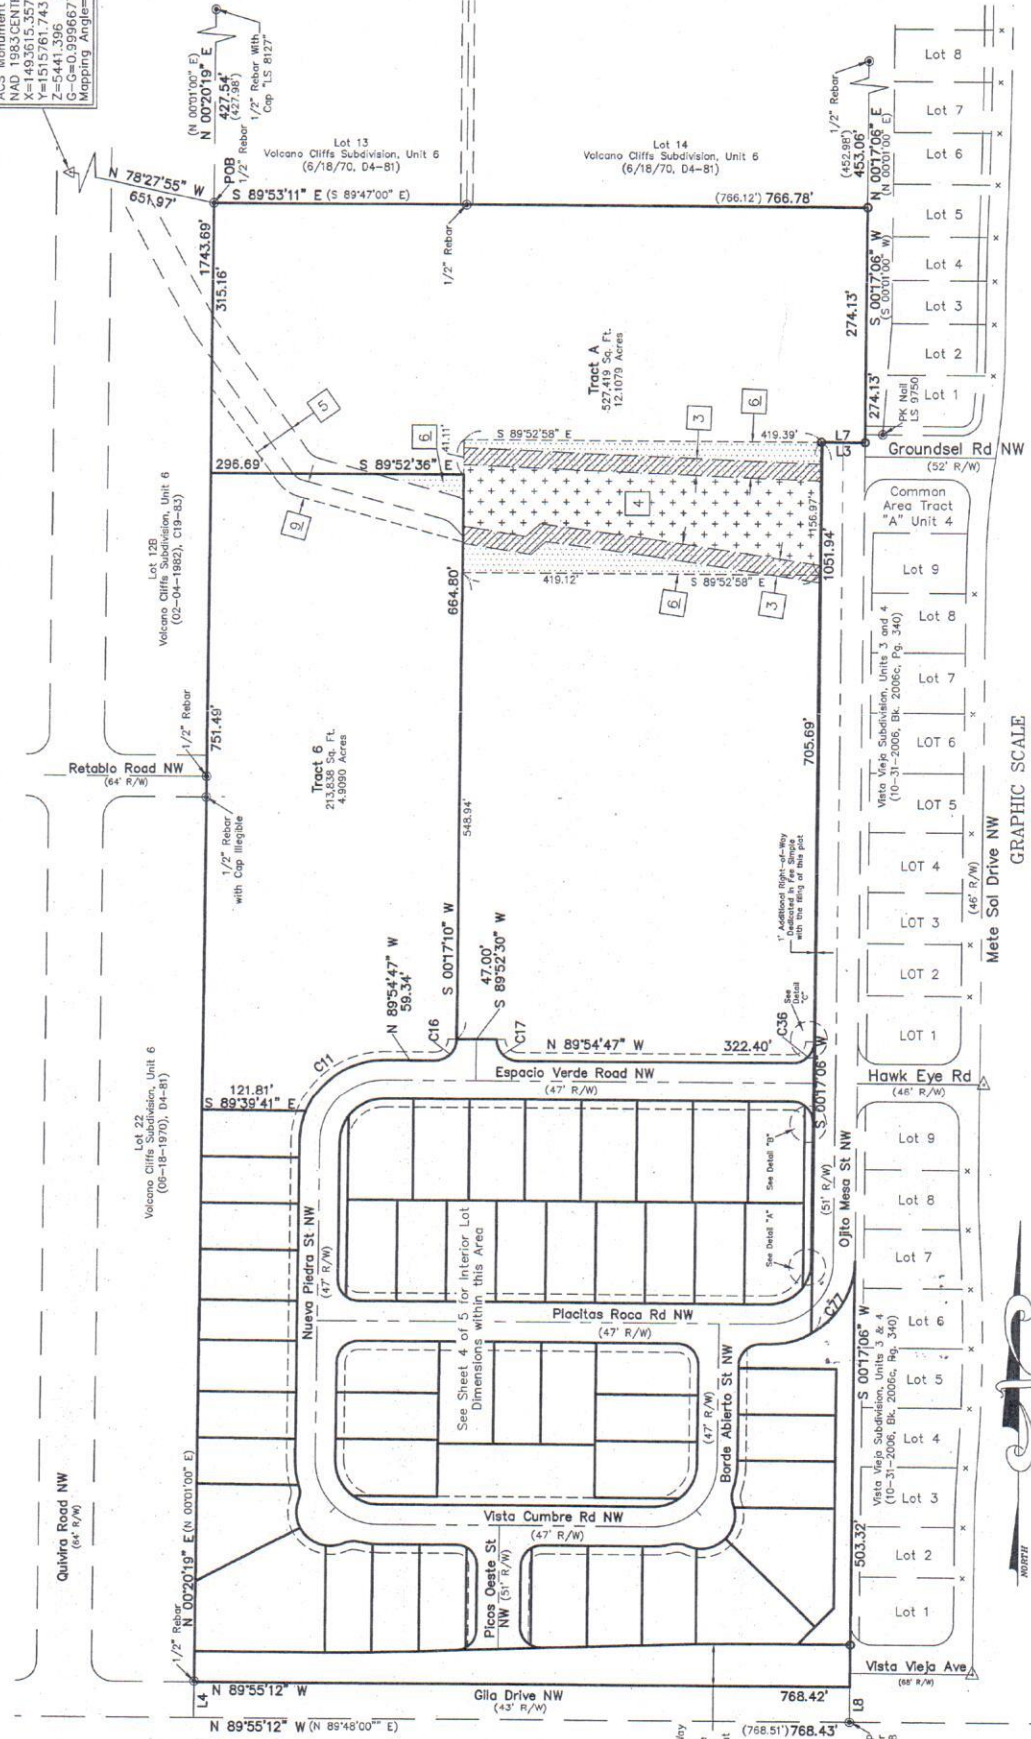 ACS Monument
NAD 1983 CENT
X=1493615.357
Y=1515761.743
Z=5441.396
G-G=0.999667
Mapping Angle=
N 78°27'55" W
651.97'
(N 00°01'00" E)
N 00°20'19" E
427.54'
(427.98')
1/2" Rebar With
Cap "LS 8127"
POB
1/2" Rebar
S 89°53'11" E (S 89°47'00" E)
Lot 13
Volcano Cliffs Subdivision, Unit 6
(6/18/70, D4-81)
1/2" Rebar
Lot 14
Volcano Cliffs Subdivision, Unit 6
(6/18/70, D4-81)
(766.12') 766.78'
1/2" Rebar
(452.98')
453.06'
N 00°17'06" E
(N 00°01'00" E)
1743.69'
315.16'
5
9
6
296.69'
S 89°52'36" E
41.11'
Tract A
527,419 Sq. Ft.
12.1079 Acres
S 89°52'58" E
419.39'
3
6
4
156.97'
419.12'
S 89°52'58" E
6
3
274.13'
S 00°17'06" W
(S 00°01'00" W)
274.13'
PK Nail
LS 9750
L7
L3
Groundsel Rd NW
(52' R/W)
Lot 8
Lot 7
Lot 6
Lot 5
Lot 4
Lot 3
Lot 2
Lot 1
Common
Area Tract
"A" Unit 4
Lot 9
Lot 8
Lot 7
LOT 6
LOT 5
LOT 4
LOT 3
LOT 2
LOT 1
Vista Vieja Subdivision, Units 3 and 4
(10-31-2006, Bk. 2006c, Pg. 340)
(46' R/W)
Mete Sol Drive NW
GRAPHIC SCALE
Lot 12B
Volcano Cliffs Subdivision, Unit 6
(02-04-1982), C19-83)
751.49'
1/2" Rebar
Retablo Road NW
(64' R/W)
1/2" Rebar
with Cap Illegible
Tract 6
213,838 Sq. Ft.
4.9090 Acres
664.80'
548.94'
S 00°17'10" W
1051.94'
705.69'
1' Additional Right-of-Way
Dedicated in Fee Simple
with the filing of this plat
N 89°54'47" W
59.34'
47.00'
S 89°52'30" W
C11
C16
C17
N 89°54'47" W
322.40'
C36
See
Detail
"C"
S 00°17'06" W
Espacio Verde Road NW
(47' R/W)
Hawk Eye Rd
(46' R/W)
121.81'
S 89°39'41" E
Lot 22
Volcano Cliffs Subdivision, Unit 6
(06-18-1970), D4-81)
See Detail "B"
See Detail "A"
(51' R/W)
Ojito Mesa St NW
Nueva Piedra St NW
(47' R/W)
See Sheet 4 of 5 for Interior Lot
Dimensions within this Area
Placitas Roca Rd NW
(47' R/W)
C77
Borde Abierto St NW
(47' R/W)
Vista Cumbre Rd NW
(47' R/W)
Picos Oeste St
NW (51' R/W)
S 00°17'06" W
503.32'
Lot 9
Lot 8
Lot 7
Lot 6
Lot 5
Lot 4
Lot 3
Lot 2
Lot 1
Vista Vieja Subdivision, Units 3 & 4
(10-31-2006, Bk. 2006c, Pg. 340)
Quivira Road NW
(64' R/W)
N 00°20'19" E (N 00°01'00" E)
1/2" Rebar
L4
N 89°55'12" W
Gila Drive NW
(43' R/W)
768.42'
L8
Vista Vieja Ave
(68' R/W)
N 89°55'12" W (N 89°48'00" E)
(768.51') 768.43'
NORTH